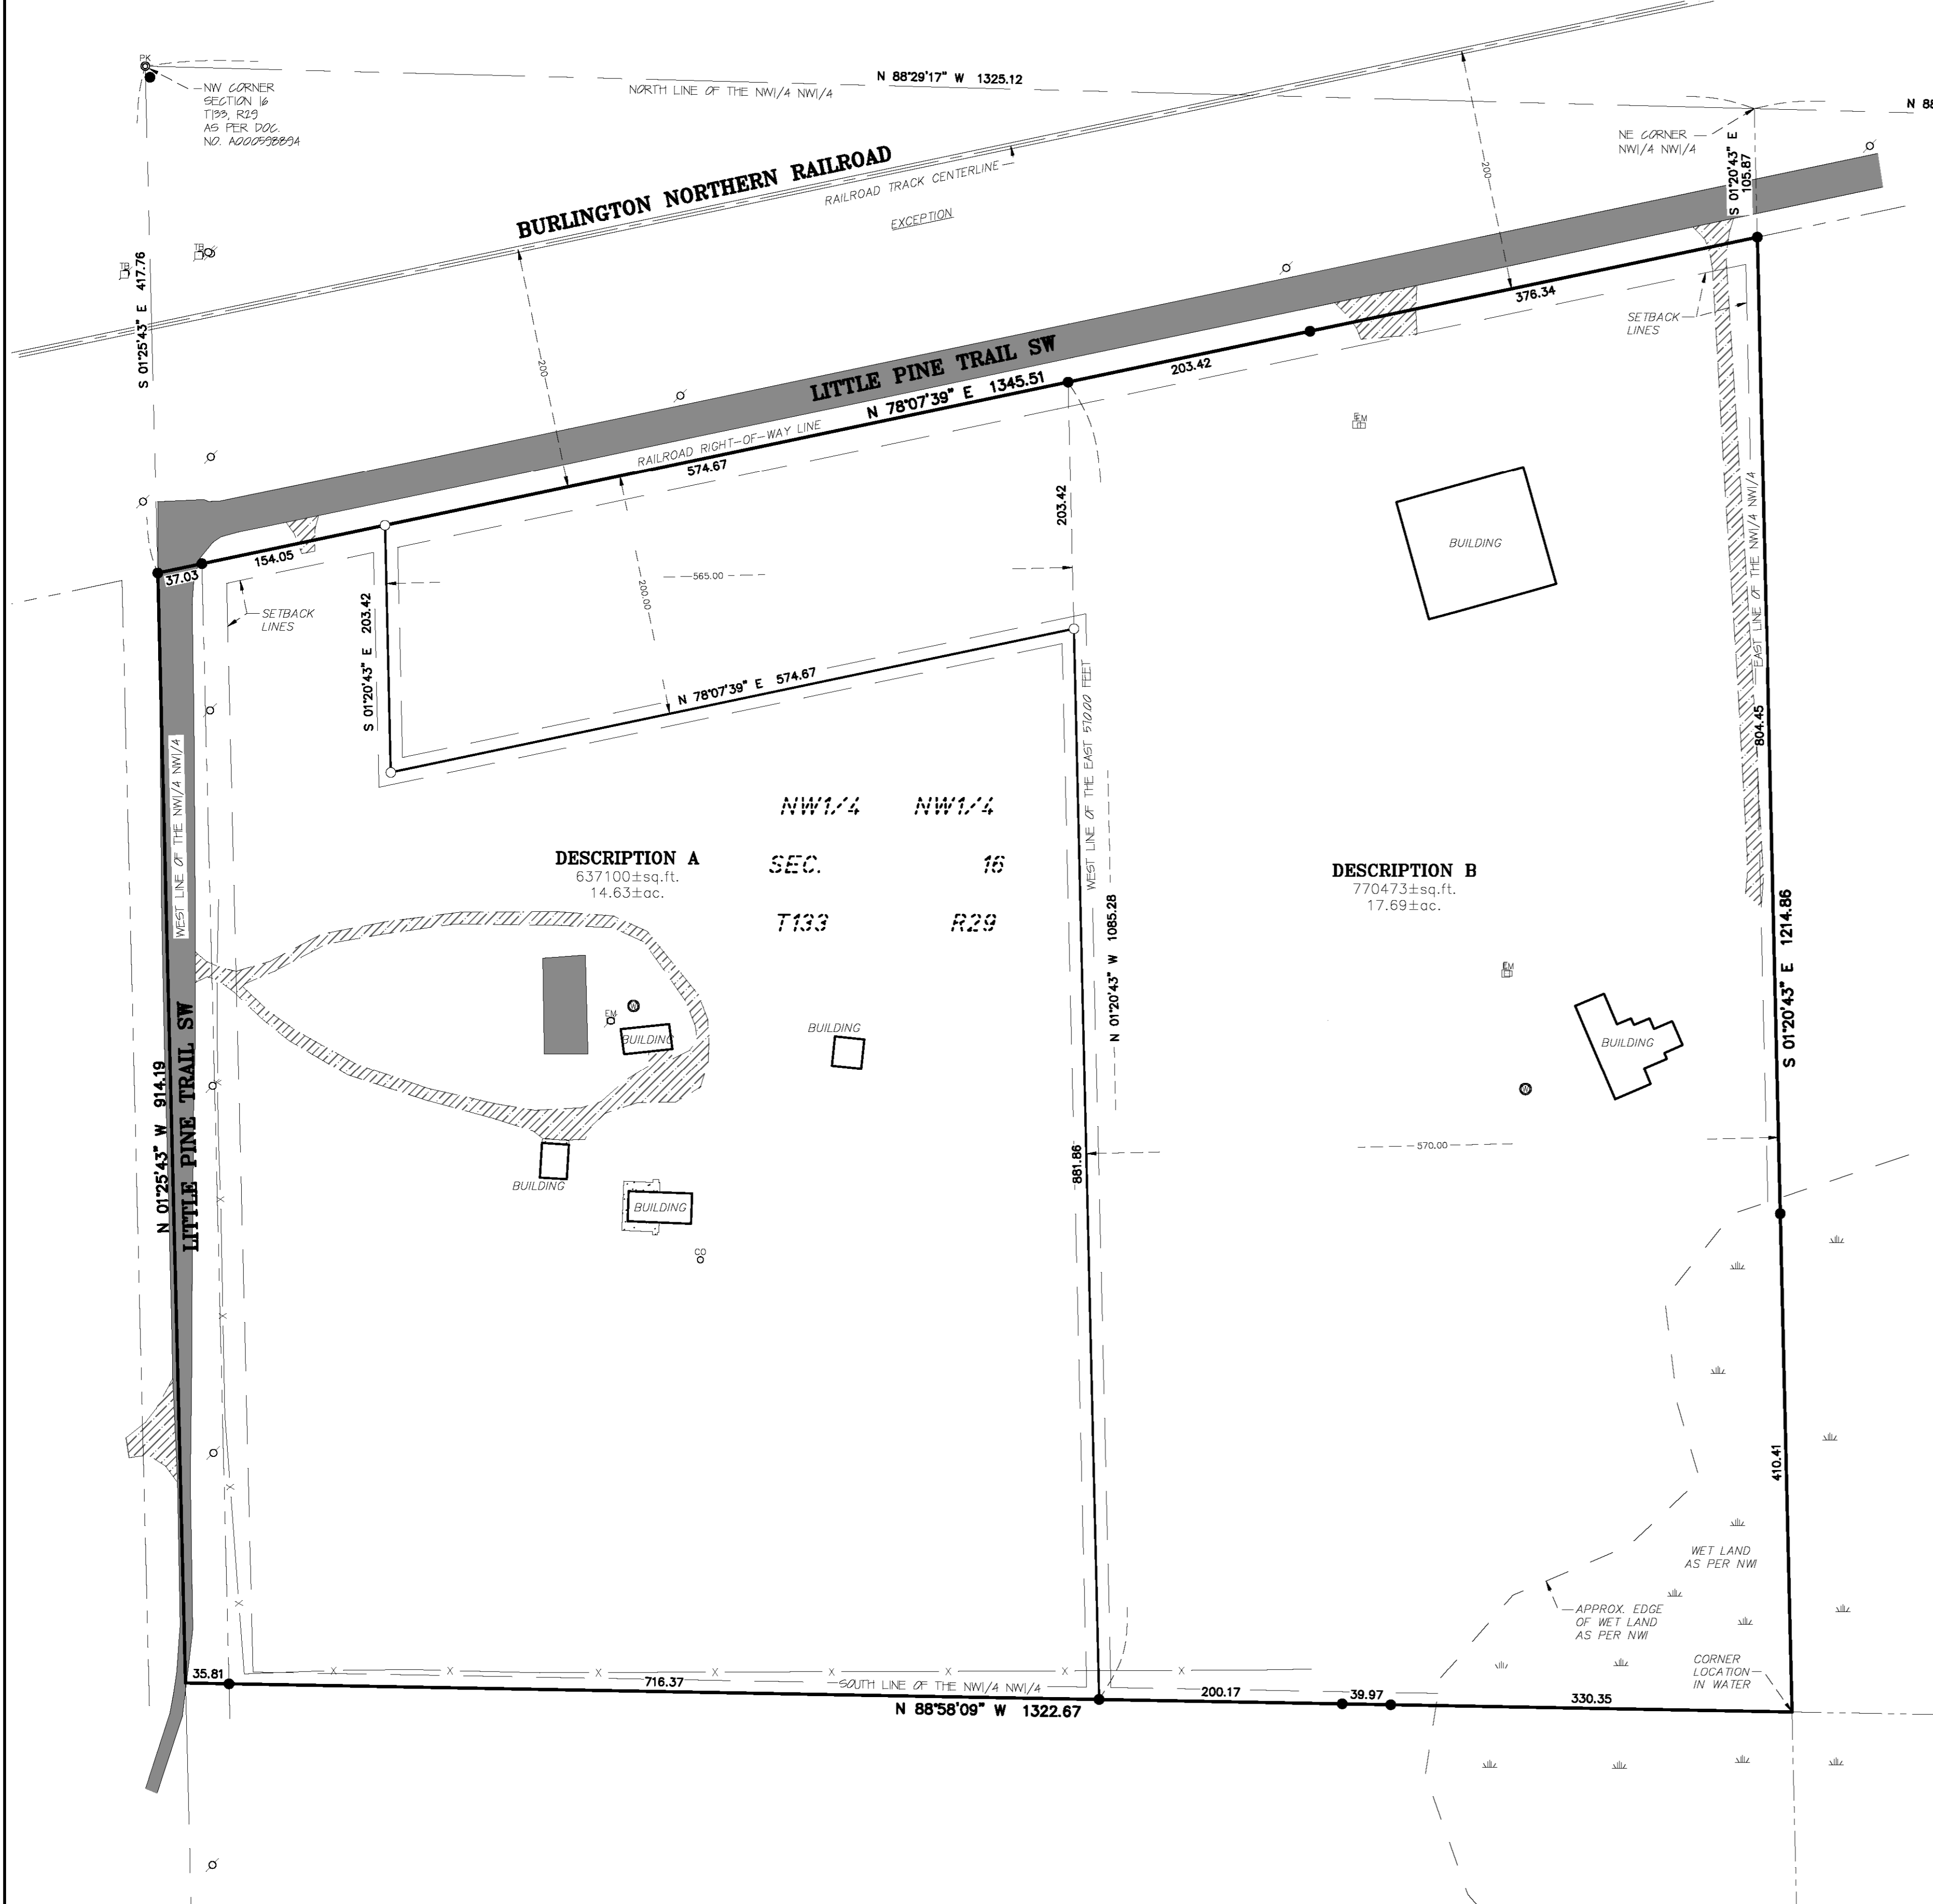 PK
N 88°29'17" W 1325.12
NORTH LINE OF THE NW1/4 NW1/4
N 88
NW CORNER
SECTION 16
T133, R29
AS PER DOC.
NO. A000598894
NE CORNER
NW1/4 NW1/4
S 01°20'43" E
105.87
BURLINGTON NORTHERN RAILROAD
RAILROAD TRACK CENTERLINE
EXCEPTION
200
TB
TB
S 01°25'43" E 417.76
376.34
SETBACK
LINES
LITTLE PINE TRAIL SW
N 78°07'39" E 1345.51
203.42
200
RAILROAD RIGHT-OF-WAY LINE
574.67
EM
203.42
154.05
37.03
565.00
200.00
SETBACK
LINES
S 01°20'43" E 203.42
BUILDING
EAST LINE OF THE NW1/4 NW1/4
N 78°07'39" E 574.67
WEST LINE OF THE EAST 570.00 FEET
804.45
WEST LINE OF THE NW1/4 NW1/4
NW1/4 NW1/4
SEC. 16
T133 R29
DESCRIPTION A
637100±sq.ft.
14.63±ac.
DESCRIPTION B
770473±sq.ft.
17.69±ac.
N 01°20'43" W 1085.28
S 01°20'43" E 1214.86
EM
W
EM
BUILDING
BUILDING
BUILDING
W
N 01°25'43" W 914.19
LITTLE PINE TRAIL SW
881.86
570.00
BUILDING
BUILDING
CO
410.41
WET LAND
AS PER NWI
APPROX. EDGE
OF WET LAND
AS PER NWI
CORNER
LOCATION
IN WATER
35.81
716.37
SOUTH LINE OF THE NW1/4 NW1/4
200.17
39.97
330.35
N 88°58'09" W 1322.67